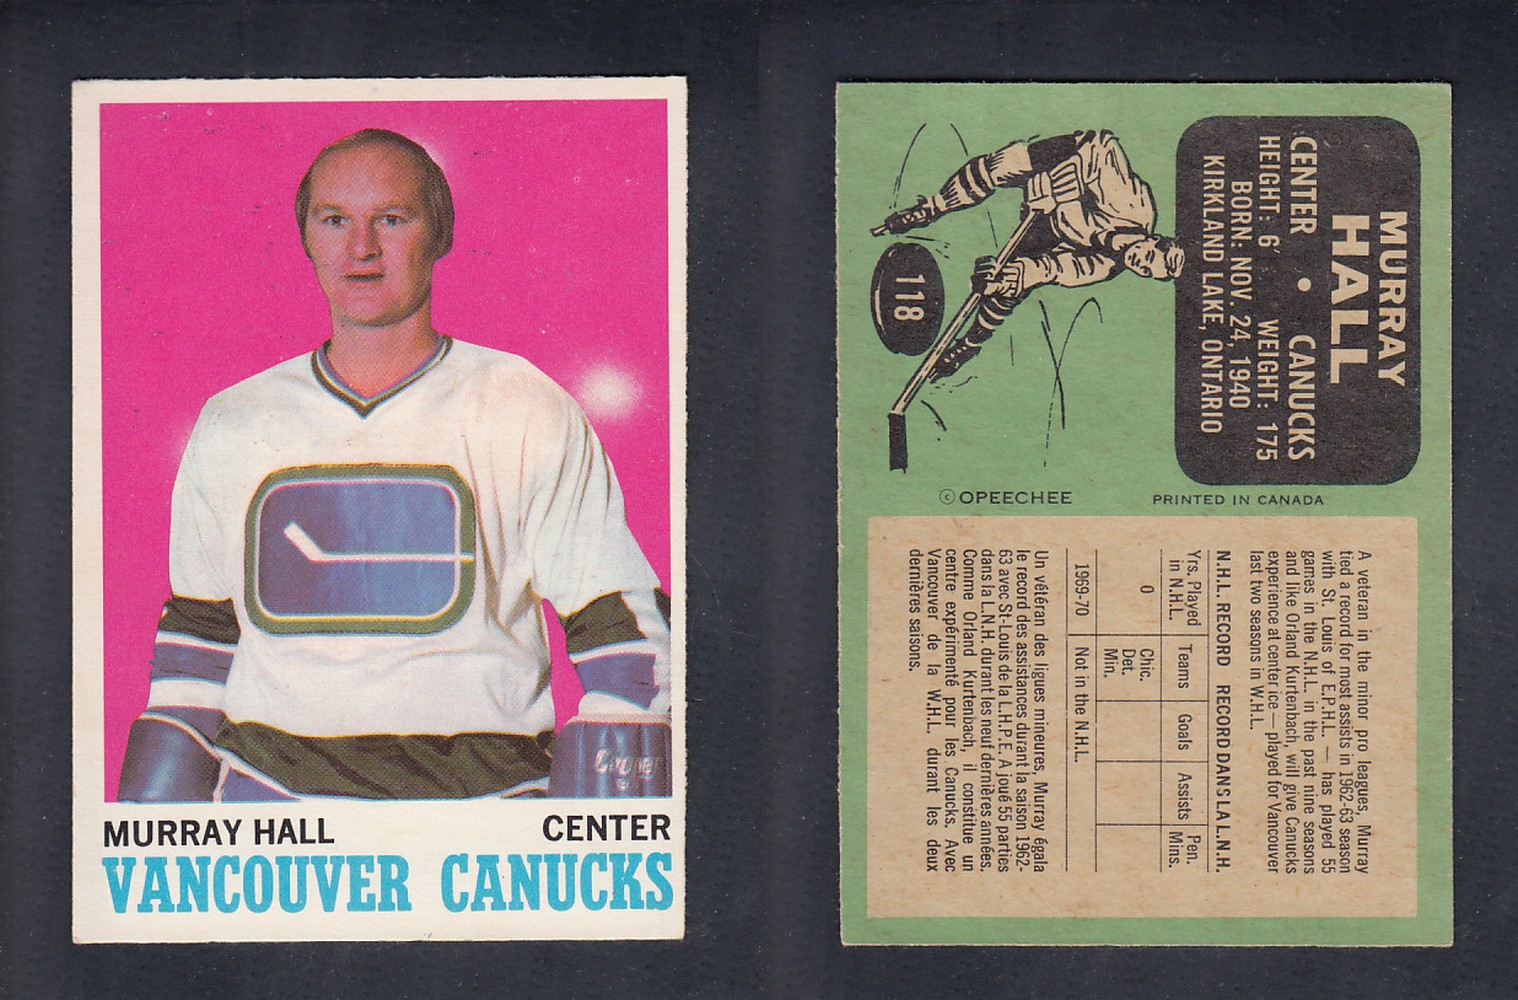 MURRAY HALL
CENTER
VANCOUVER CANUCKS
Cooper
MURRAY
HALL
CENTER • CANUCKS
HEIGHT: 6' WEIGHT: 175
BORN: NOV. 24, 1940
KIRKLAND LAKE, ONTARIO
118
© OPEECHEE
PRINTED IN CANADA
A veteran in the minor pro leagues, Murray
tied a record for most assists in 1962-63 season
with St. Louis of E.P.H.L. — has played 55
games in the N.H.L. in the past nine seasons
and like Orland Kurtenbach, will give Canucks
experience at center ice — played for Vancouver
last two seasons in W.H.L.
N.H.L. RECORD RECORD DANS LA L.N.H.
Yrs. Played in N.H.L. Teams Goals Assists Pen. Mins.
0 Chic. Det. Min.
1969-70 Not in the N.H.L.
Un vétéran des ligues mineures, Murray égala
le record des assistances durant la saison 1962-
63 avec St-Louis de la L.H.P.E. A joué 55 parties
dans la L.N.H. durant les neuf dernières années.
Comme Orland Kurtenbach, il constitue un
centre expérimenté pour les Canucks. Avec
Vancouver de la W.H.L. durant les deux
dernières saisons.